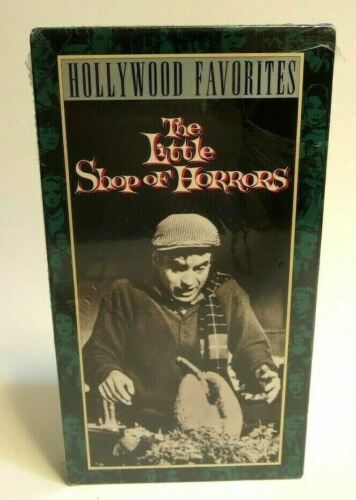 HOLLYWOOD FAVORITES
The
Little
Shop of Horrors